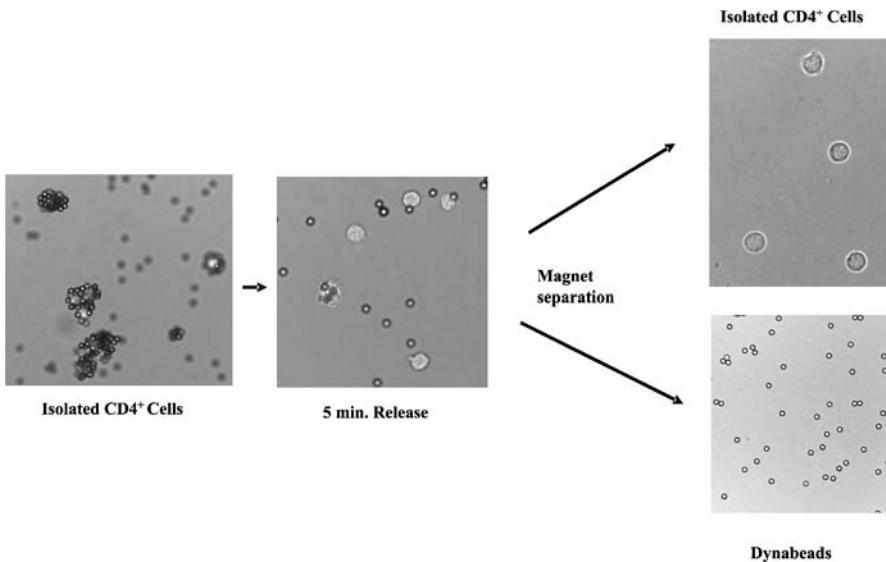 Isolated CD4⁺ Cells
Isolated CD4⁺ Cells
5 min. Release
Magnet
separation
Dynabeads